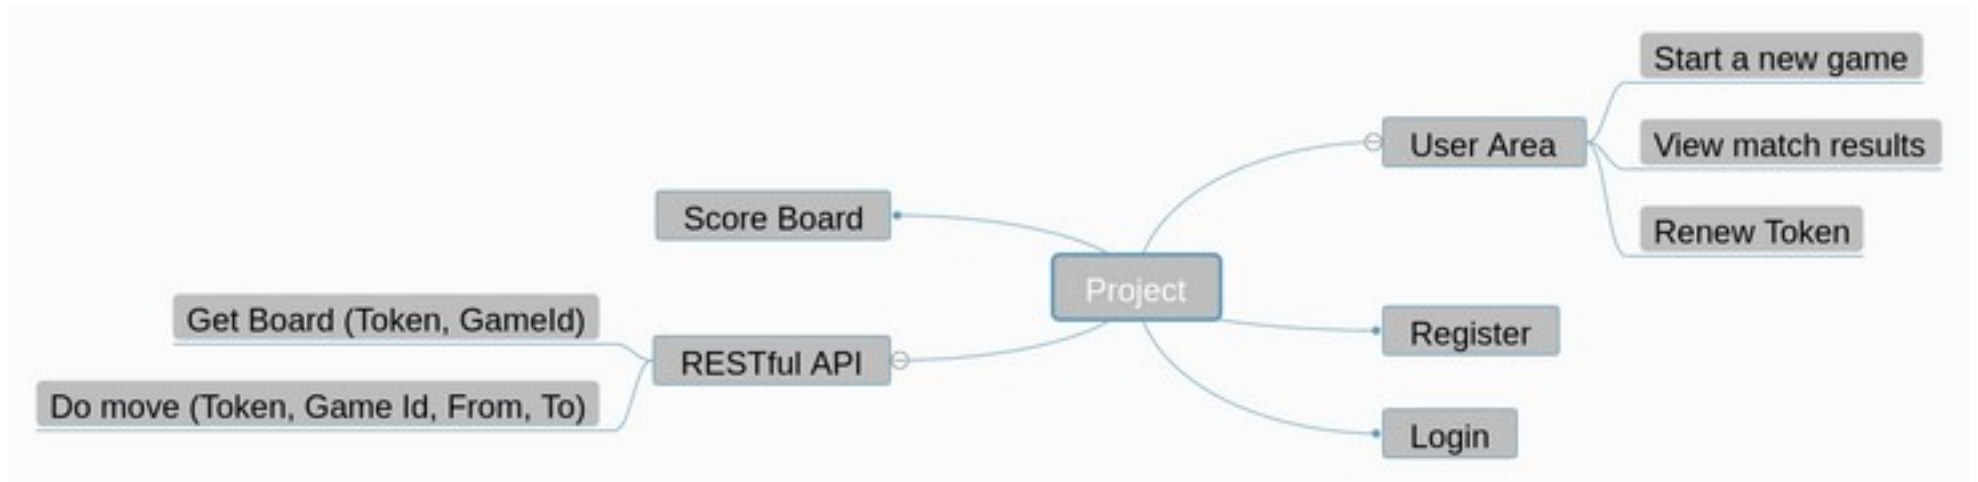 Start a new game
User Area
View match results
Score Board
Renew Token
Project
Get Board (Token, GameId)
Register
RESTful API
Do move (Token, Game Id, From, To)
Login